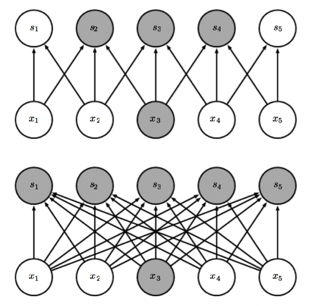 s₁ s₂ s₃ s₄ s₅
x₁ x₂ x₃ x₄ x₅
s₁ s₂ s₃ s₄ s₅
x₁ x₂ x₃ x₄ x₅